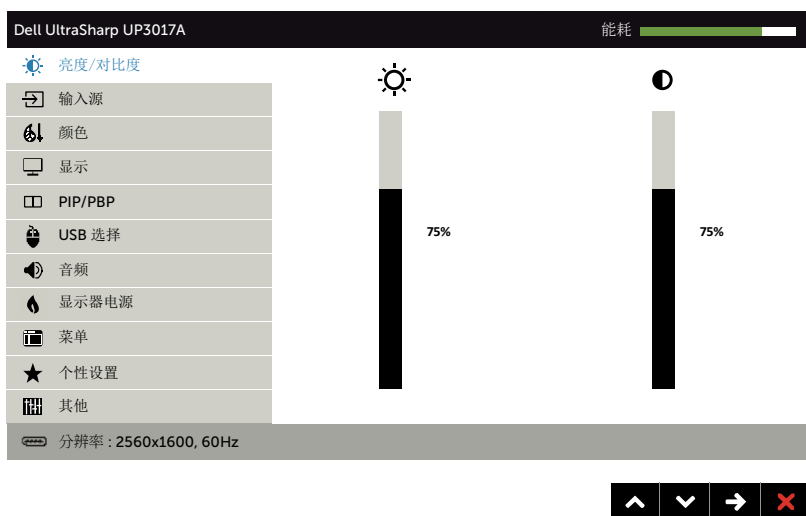 Dell UltraSharp UP3017A
能耗
亮度/对比度
输入源
颜色
显示
PIP/PBP
USB 选择
75%
75%
音频
显示器电源
菜单
个性设置
其他
分辨率 : 2560x1600, 60Hz